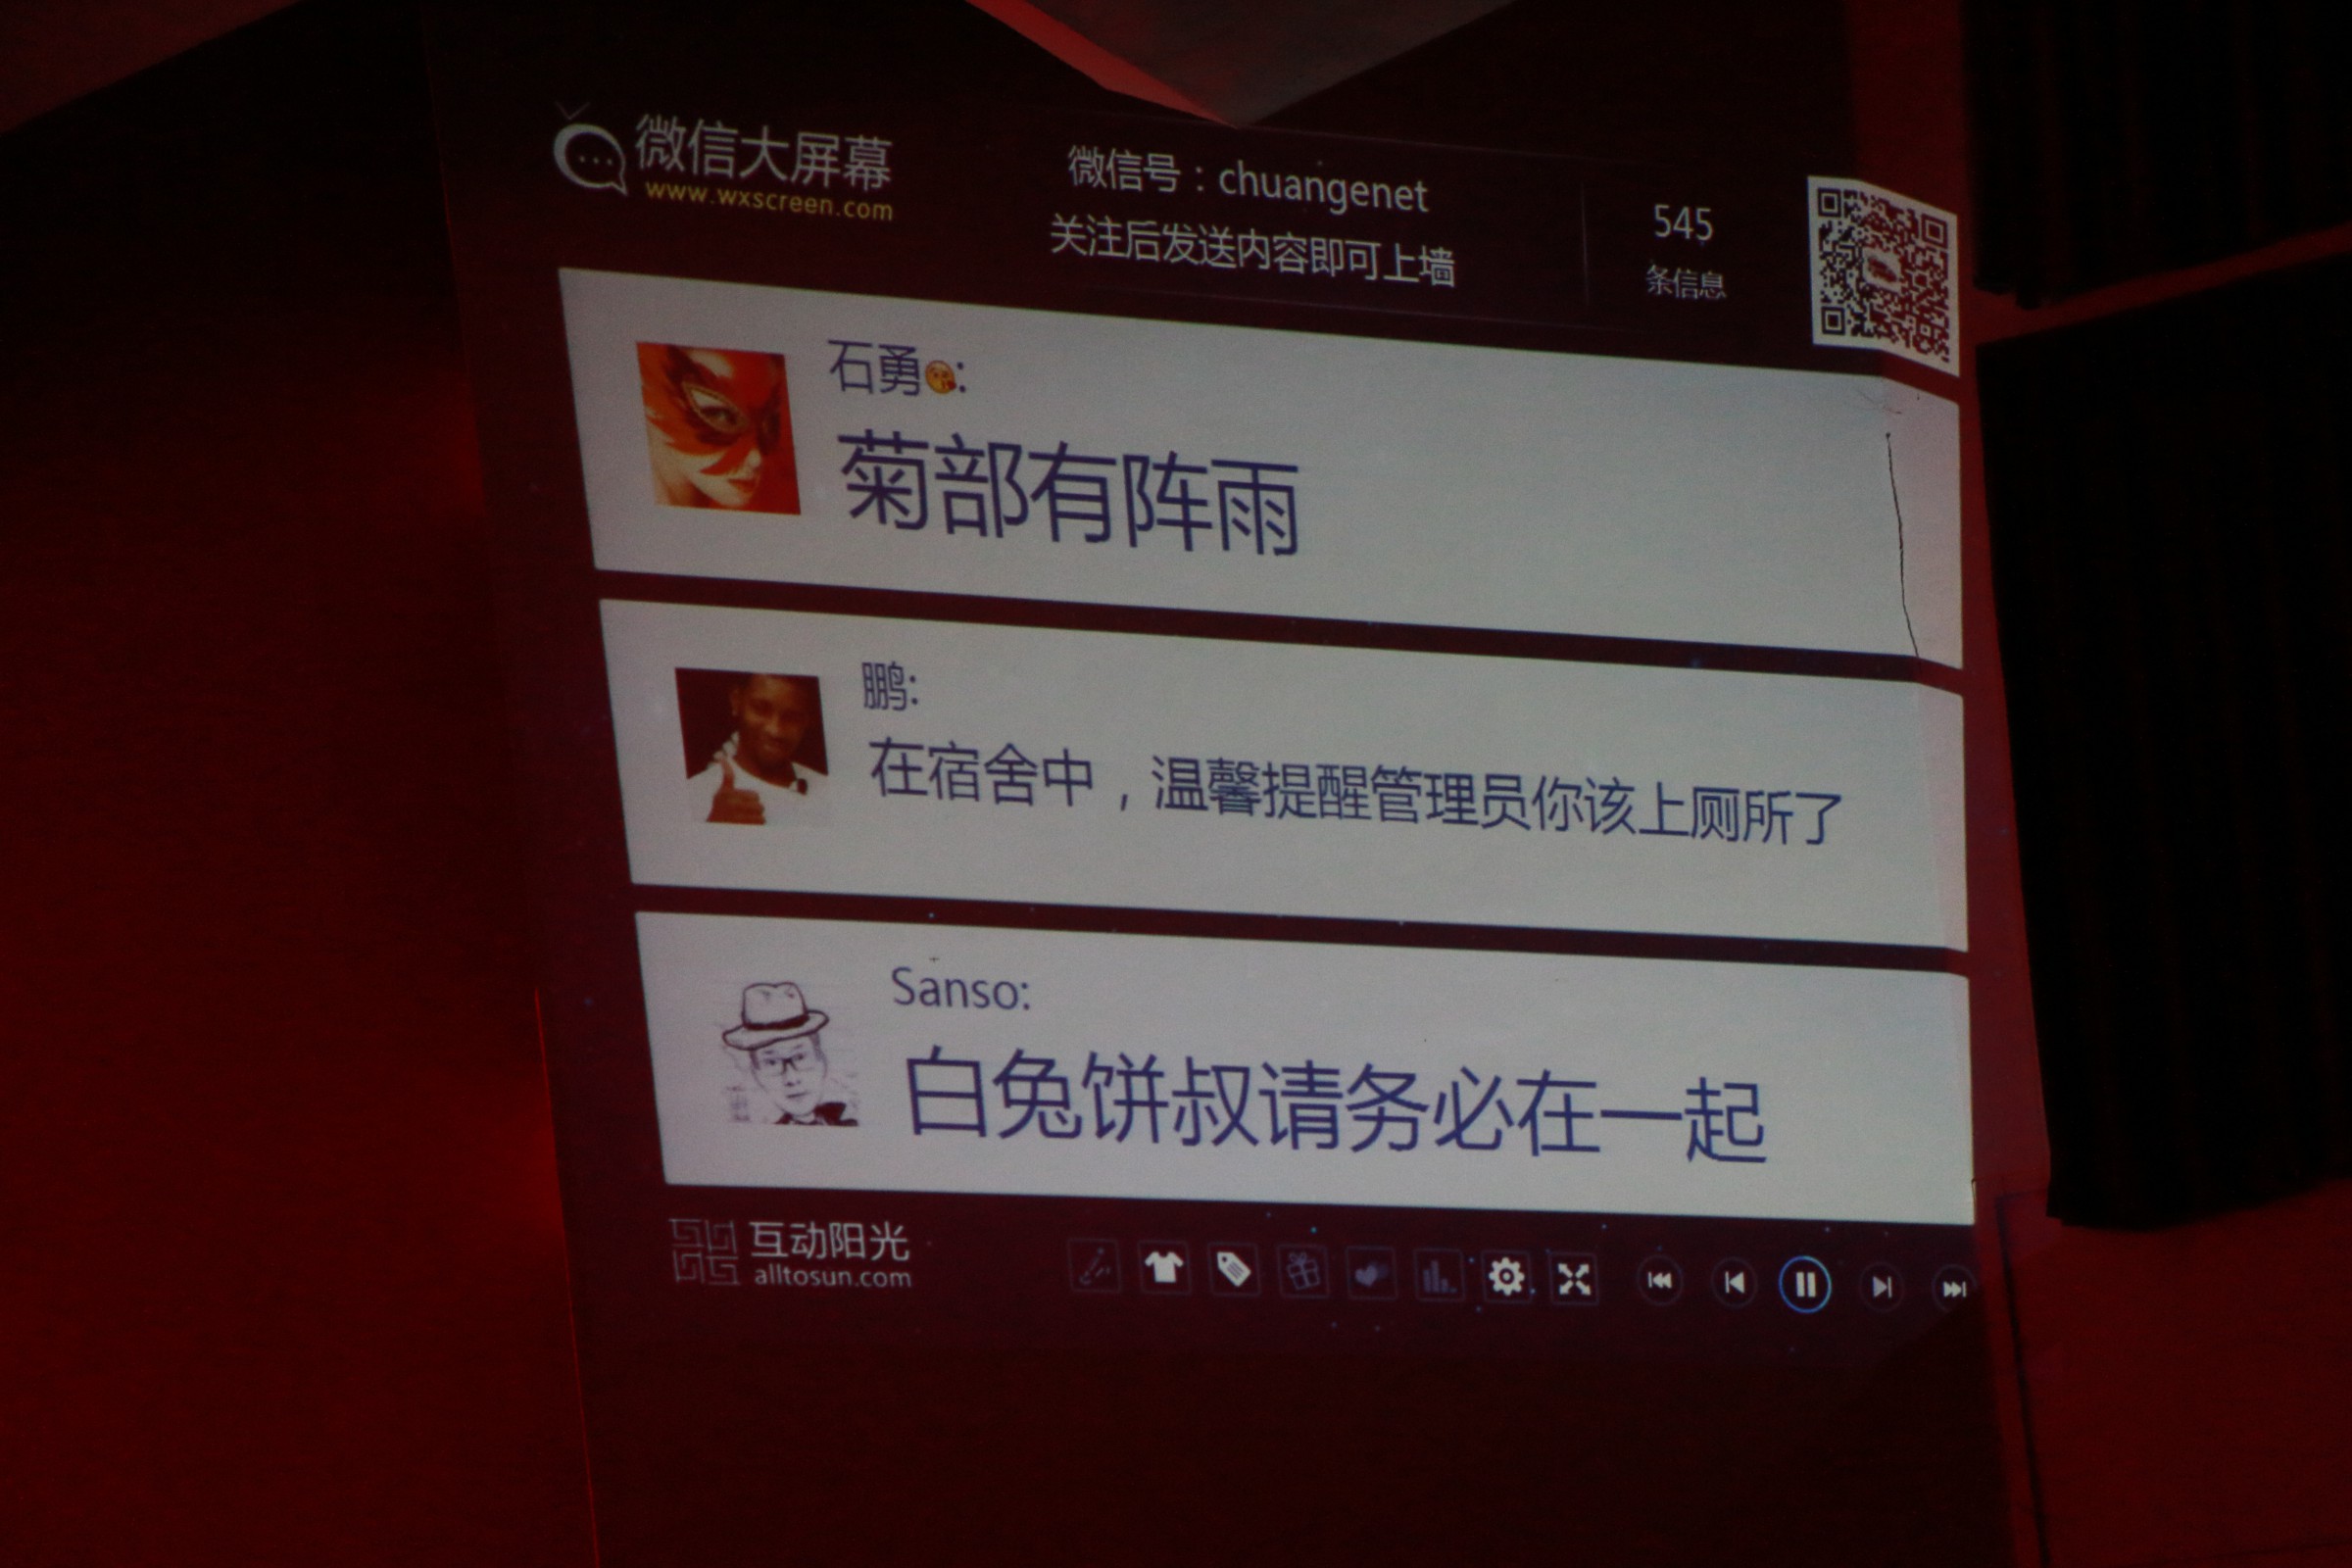 微信大屏幕
www.wxscreen.com
微信号：chuangenet
关注后发送内容即可上墙
545
条信息
石勇😘:
菊部有阵雨
鹏:
在宿舍中，温馨提醒管理员你该上厕所了
Sanso:
白兔饼叔请务必在一起
互动阳光
alltosun.com